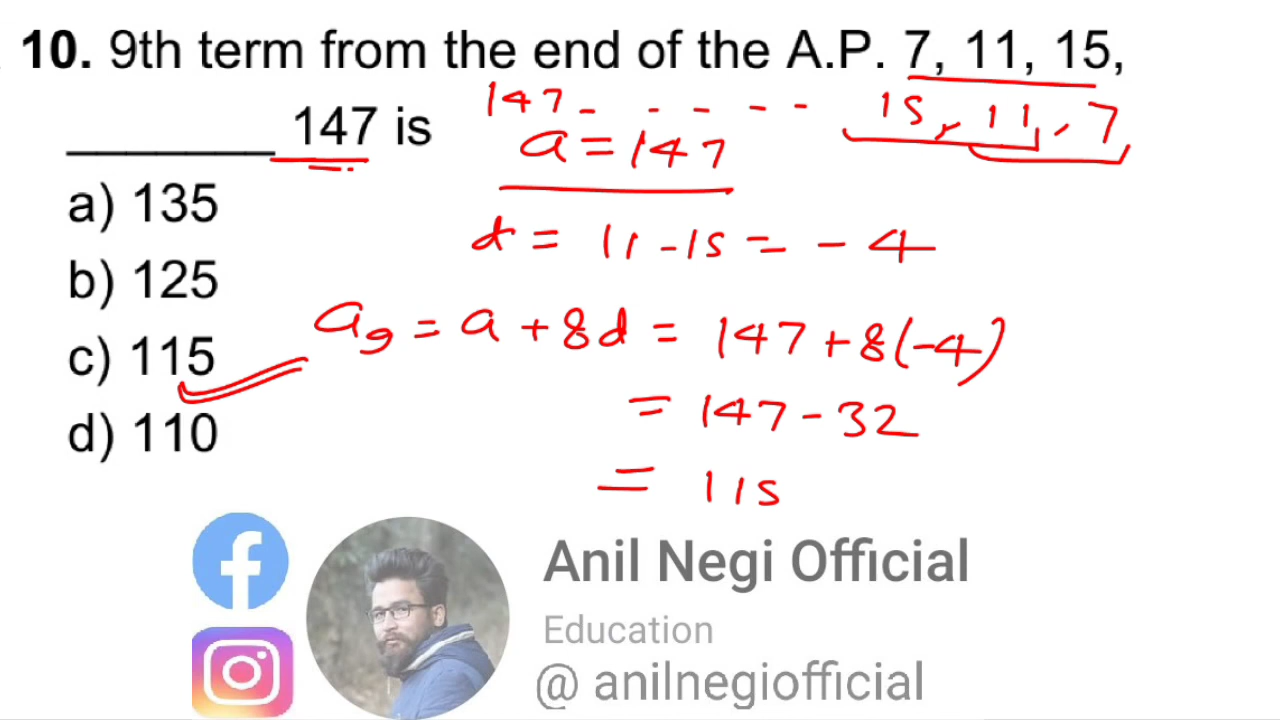 10. 9th term from the end of the A.P. 7, 11, 15,
________ 147 is
147 - - - - - 15, 11, 7
a = 147
a) 135
d = 11 - 15 = - 4
b) 125
a9 = a + 8d = 147 + 8(-4)
c) 115
= 147 - 32
d) 110
= 115
Anil Negi Official
Education
@ anilnegiofficial